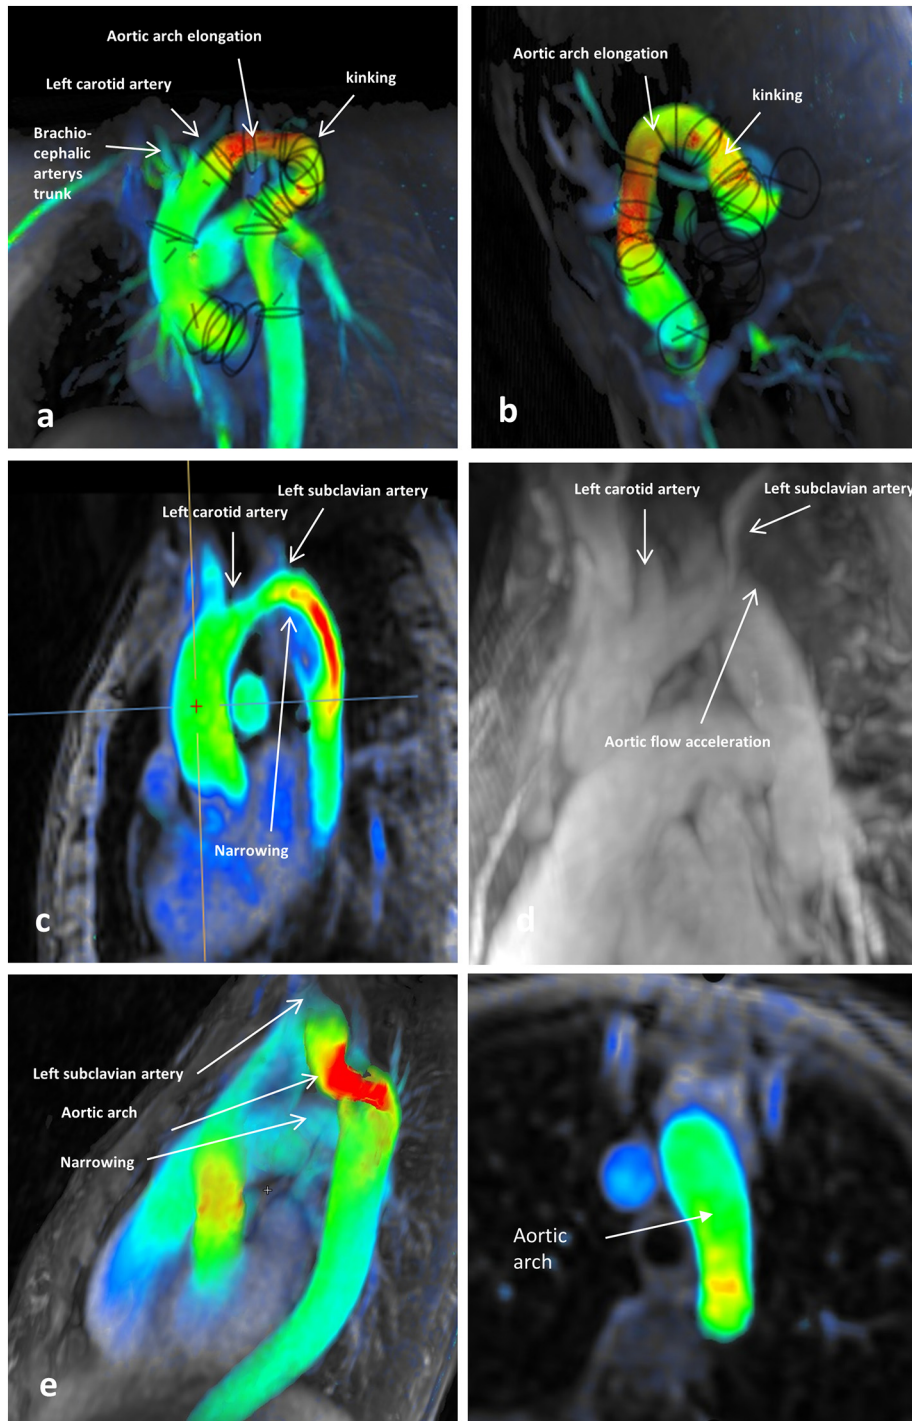 Aortic arch elongation
Left carotid artery
kinking
Brachio-
cephalic
arterys
trunk
a
Aortic arch elongation
kinking
b
Left subclavian artery
Left carotid artery
Narrowing
c
Left carotid artery
Left subclavian artery
Aortic flow acceleration
d
Left subclavian artery
Aortic arch
Narrowing
e
Aortic
arch